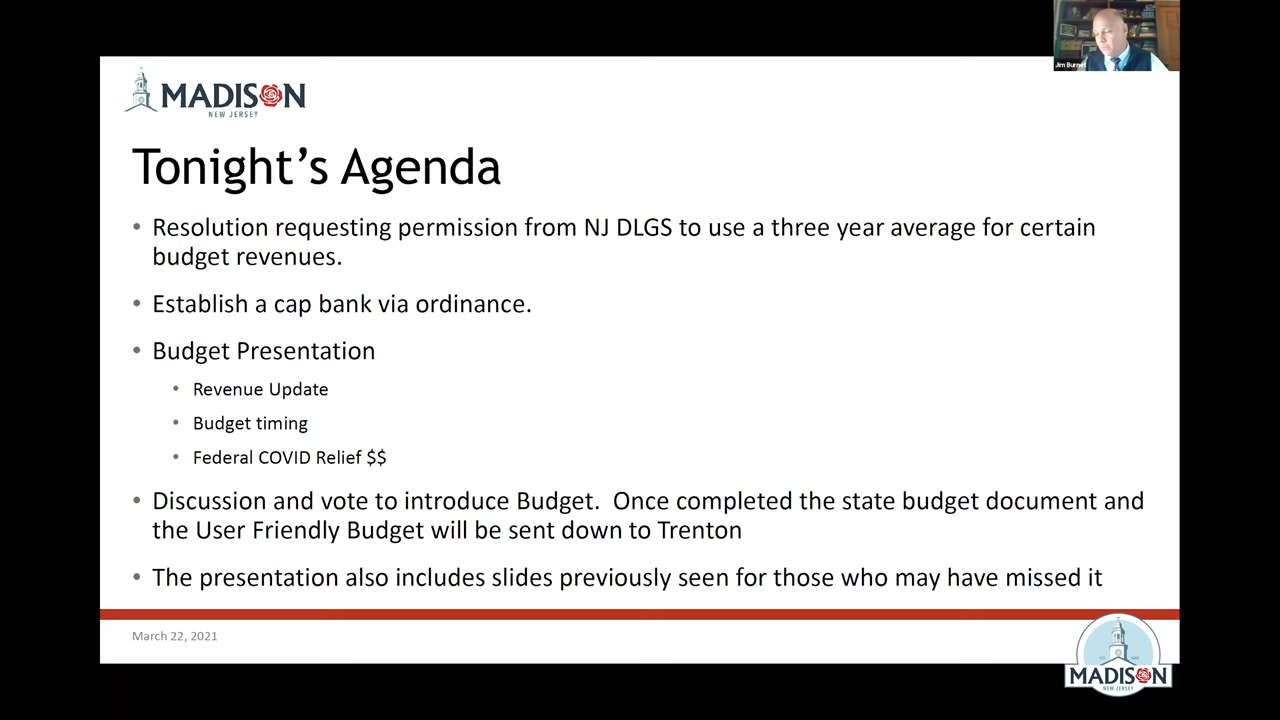 Jim Burnet
MADISON
NEW JERSEY
Tonight's Agenda
• Resolution requesting permission from NJ DLGS to use a three year average for certain
budget revenues.
• Establish a cap bank via ordinance.
• Budget Presentation
• Revenue Update
• Budget timing
• Federal COVID Relief $$
• Discussion and vote to introduce Budget.  Once completed the state budget document and
the User Friendly Budget will be sent down to Trenton
• The presentation also includes slides previously seen for those who may have missed it
March 22, 2021
MADISON
NEW JERSEY